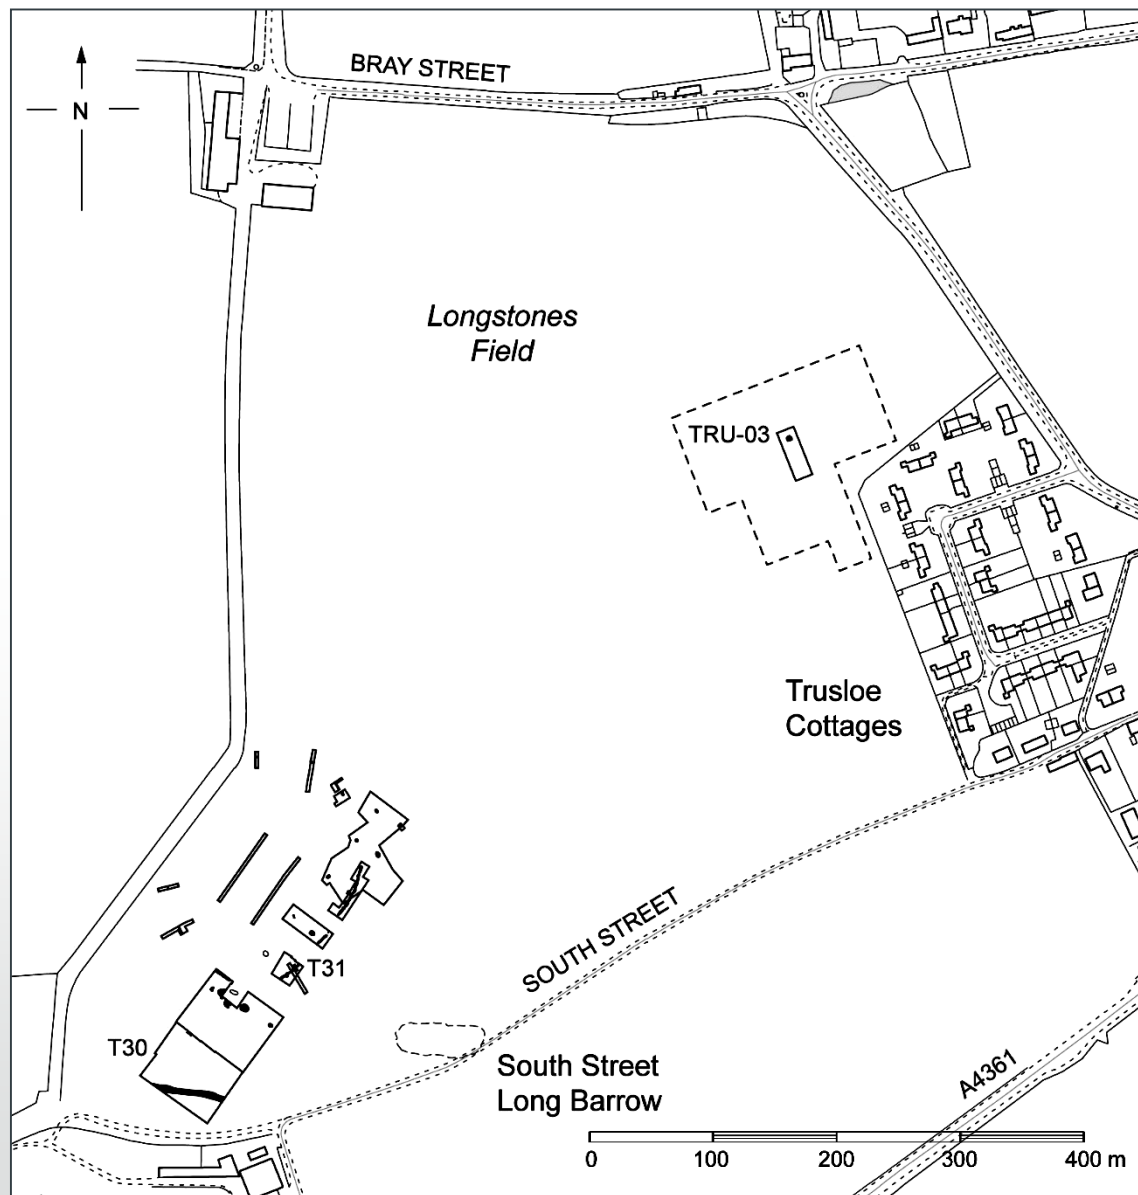 BRAY STREET
N
Longstones
Field
TRU-03
Trusloe
Cottages
SOUTH STREET
T31
T30
South Street
Long Barrow
A4361
0 100 200 300 400 m